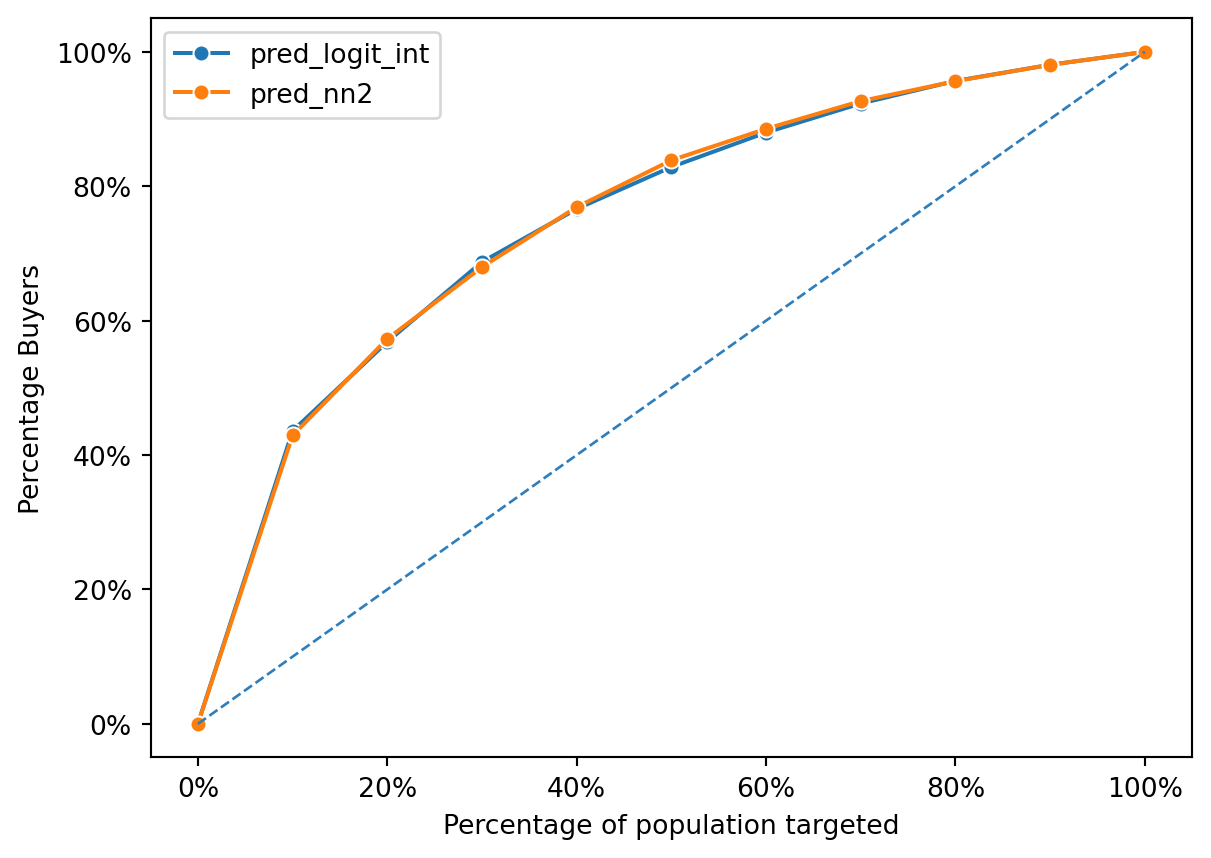 pred_logit_int
pred_nn2
100%
80%
60%
40%
20%
0%
Percentage Buyers
0% 20% 40% 60% 80% 100%
Percentage of population targeted